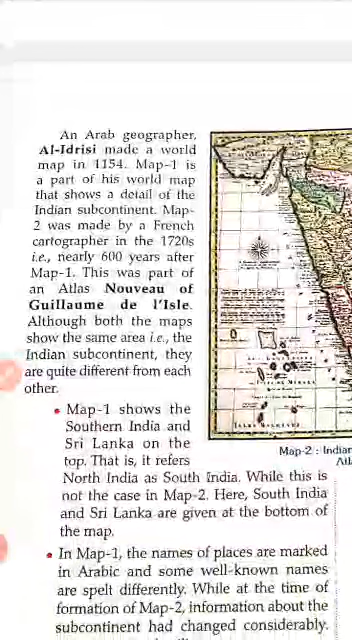 An Arab geographer,
Al-Idrisi made a world
map in 1154. Map-1 is
a part of his world map
that shows a detail of the
Indian subcontinent. Map-
2 was made by a French
cartographer in the 1720s
i.e., nearly 600 years after
Map-1. This was part of
an Atlas Nouveau of
Guillaume de l'Isle.
Although both the maps
show the same area i.e., the
Indian subcontinent, they
are quite different from each
other.
• Map-1 shows the
Southern India and
Sri Lanka on the
top. That is, it refers
North India as South India. While this is
not the case in Map-2. Here, South India
and Sri Lanka are given at the bottom of
the map.
• In Map-1, the names of places are marked
in Arabic and some well-known names
are spelt differently. While at the time of
formation of Map-2, information about the
subcontinent had changed considerably.
Map-2 : Indian
Atl